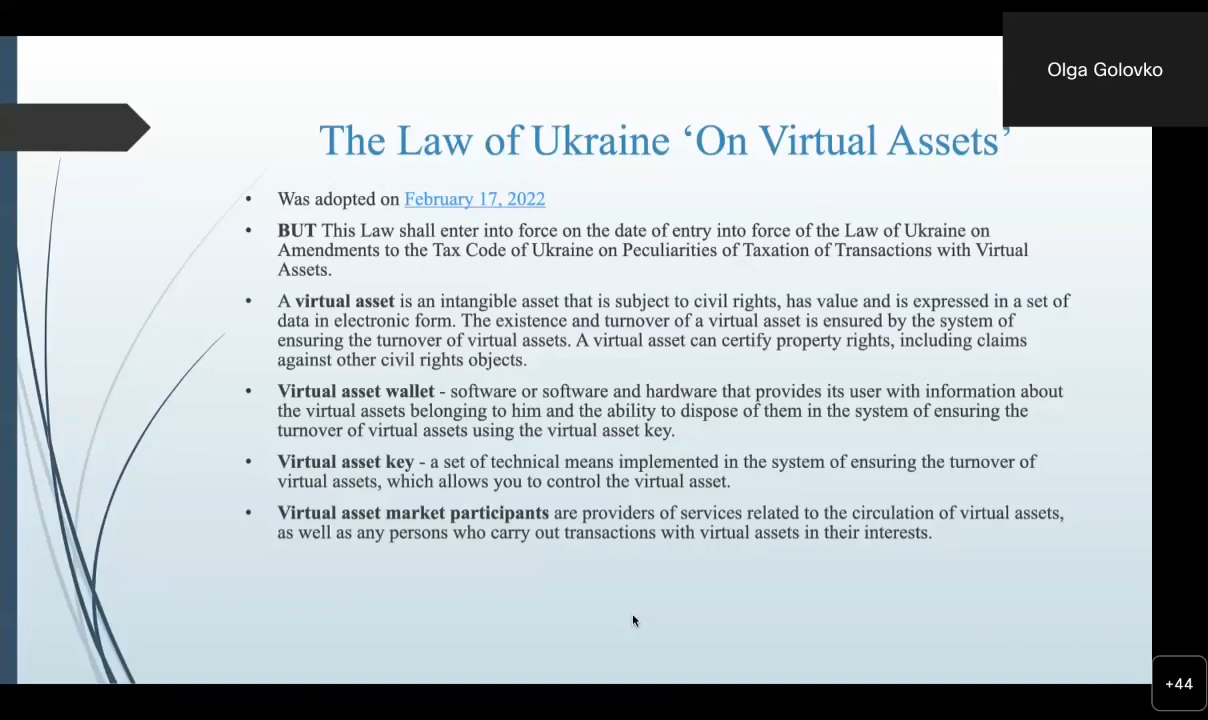 Olga Golovko
The Law of Ukraine ‘On Virtual Assets’
• Was adopted on February 17, 2022
• BUT This Law shall enter into force on the date of entry into force of the Law of Ukraine on
Amendments to the Tax Code of Ukraine on Peculiarities of Taxation of Transactions with Virtual
Assets.
• A virtual asset is an intangible asset that is subject to civil rights, has value and is expressed in a set of
data in electronic form. The existence and turnover of a virtual asset is ensured by the system of
ensuring the turnover of virtual assets. A virtual asset can certify property rights, including claims
against other civil rights objects.
• Virtual asset wallet - software or software and hardware that provides its user with information about
the virtual assets belonging to him and the ability to dispose of them in the system of ensuring the
turnover of virtual assets using the virtual asset key.
• Virtual asset key - a set of technical means implemented in the system of ensuring the turnover of
virtual assets, which allows you to control the virtual asset.
• Virtual asset market participants are providers of services related to the circulation of virtual assets,
as well as any persons who carry out transactions with virtual assets in their interests.
+44